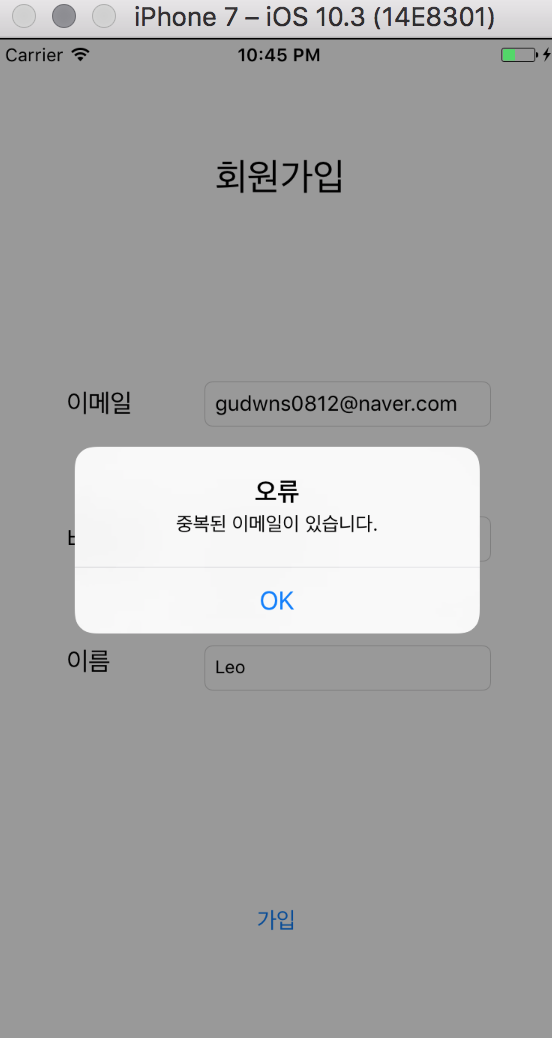 iPhone 7 – iOS 10.3 (14E8301)
Carrier 10:45 PM
회원가입
이메일 gudwns0812@naver.com
오류
중복된 이메일이 있습니다.
OK
이름 Leo
가입